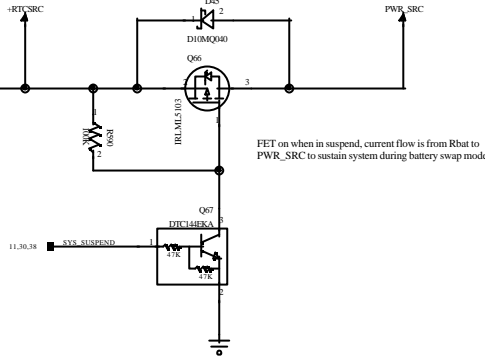 D45
+RTCSRC
PWR_SRC
1
2
D10MQ040
Q66
2
3
IRLML5103
1
1
R590
100K
2
FET on when in suspend, current flow is from Rbat to
PWR_SRC to sustain system during battery swap mode
Q67
3
DTC144EKA
11,30,38
SYS_SUSPEND
1
47K
47K
2